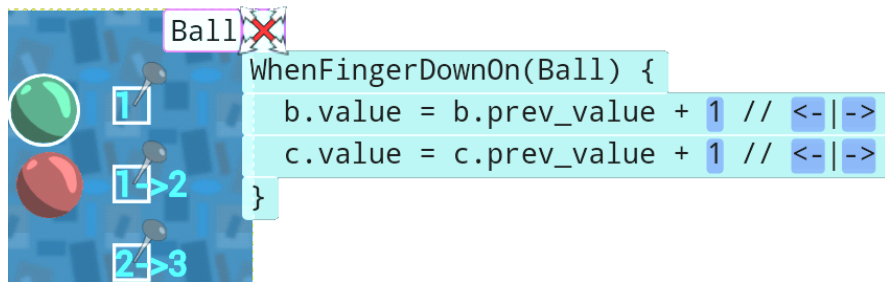 Ball
WhenFingerDownOn(Ball) {
1
b.value = b.prev_value + 1 // <-|->
c.value = c.prev_value + 1 // <-|->
1->2
}
2->3